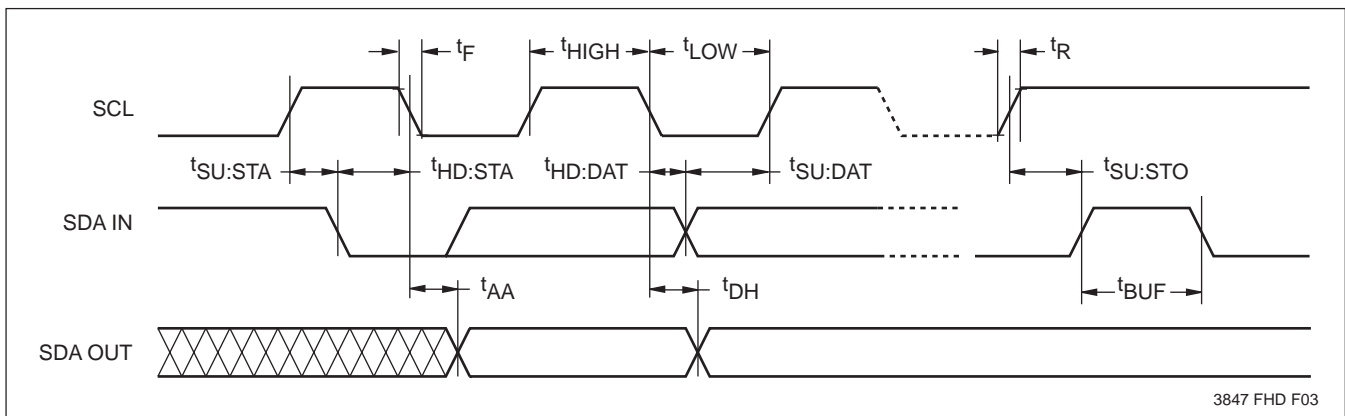 tF
tHIGH
tLOW
tR
SCL
tSU:STA
tHD:STA
tHD:DAT
tSU:DAT
tSU:STO
SDA IN
tAA
tDH
tBUF
SDA OUT
3847 FHD F03